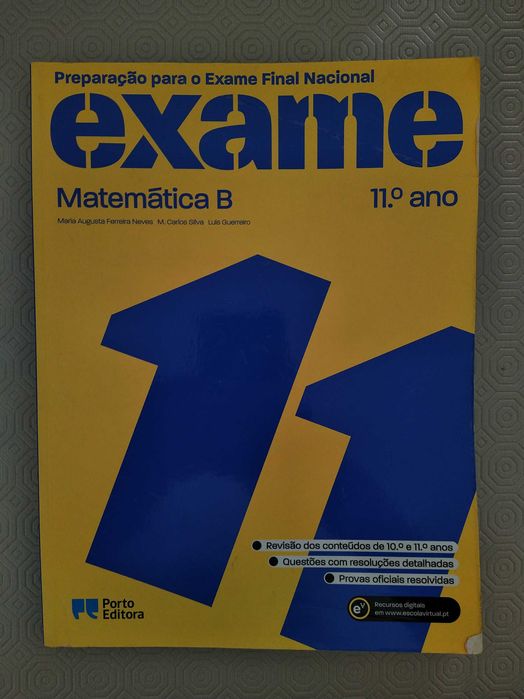 Preparação para o Exame Final Nacional
exame
Matemática B 11.º ano
Maria Augusta Ferreira Neves M. Carlos Silva Luís Guerreiro
11
Revisão dos conteúdos de 10.º e 11.º anos
Questões com resoluções detalhadas
Provas oficiais resolvidas
Porto
Editora
ev Recursos digitais
em www.escolavirtual.pt